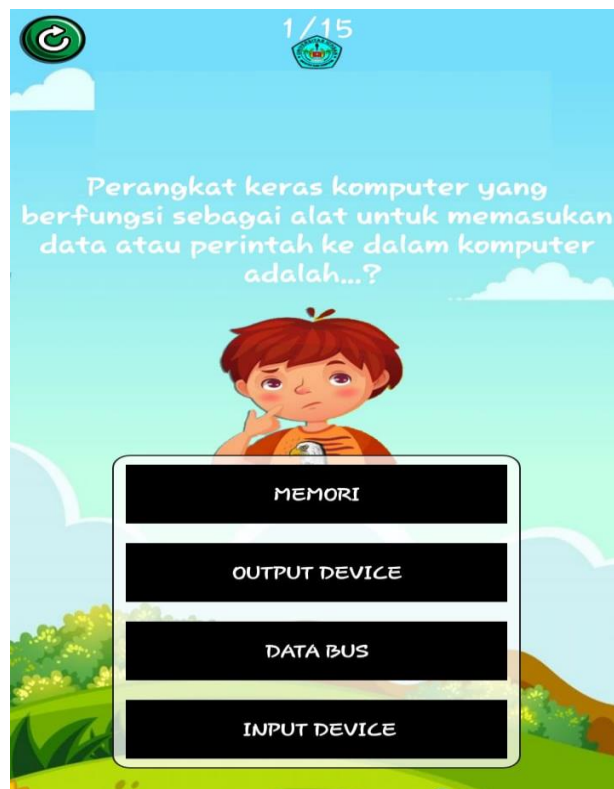 1/15
Perangkat keras komputer yang
berfungsi sebagai alat untuk memasukan
data atau perintah ke dalam komputer
adalah...?
MEMORI
OUTPUT DEVICE
DATA BUS
INPUT DEVICE